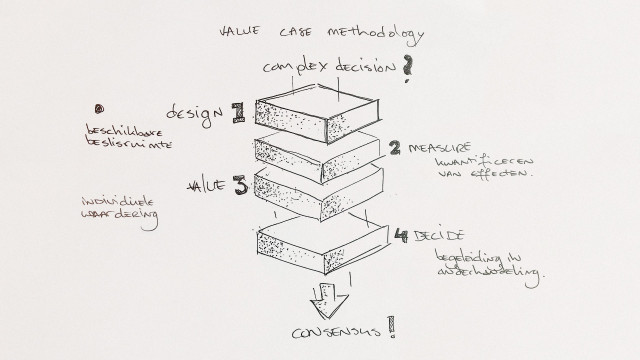 VALUE CASE METHODOLOGY
COMPLEX DECISION ?
DESIGN 1
beschikbare
beslisruimte
2 MEASURE
kwantificeren
van effecten.
VALUE 3
individuele
waardering
4 DECIDE
begeleiding in
onderhandeling.
CONSENSUS!